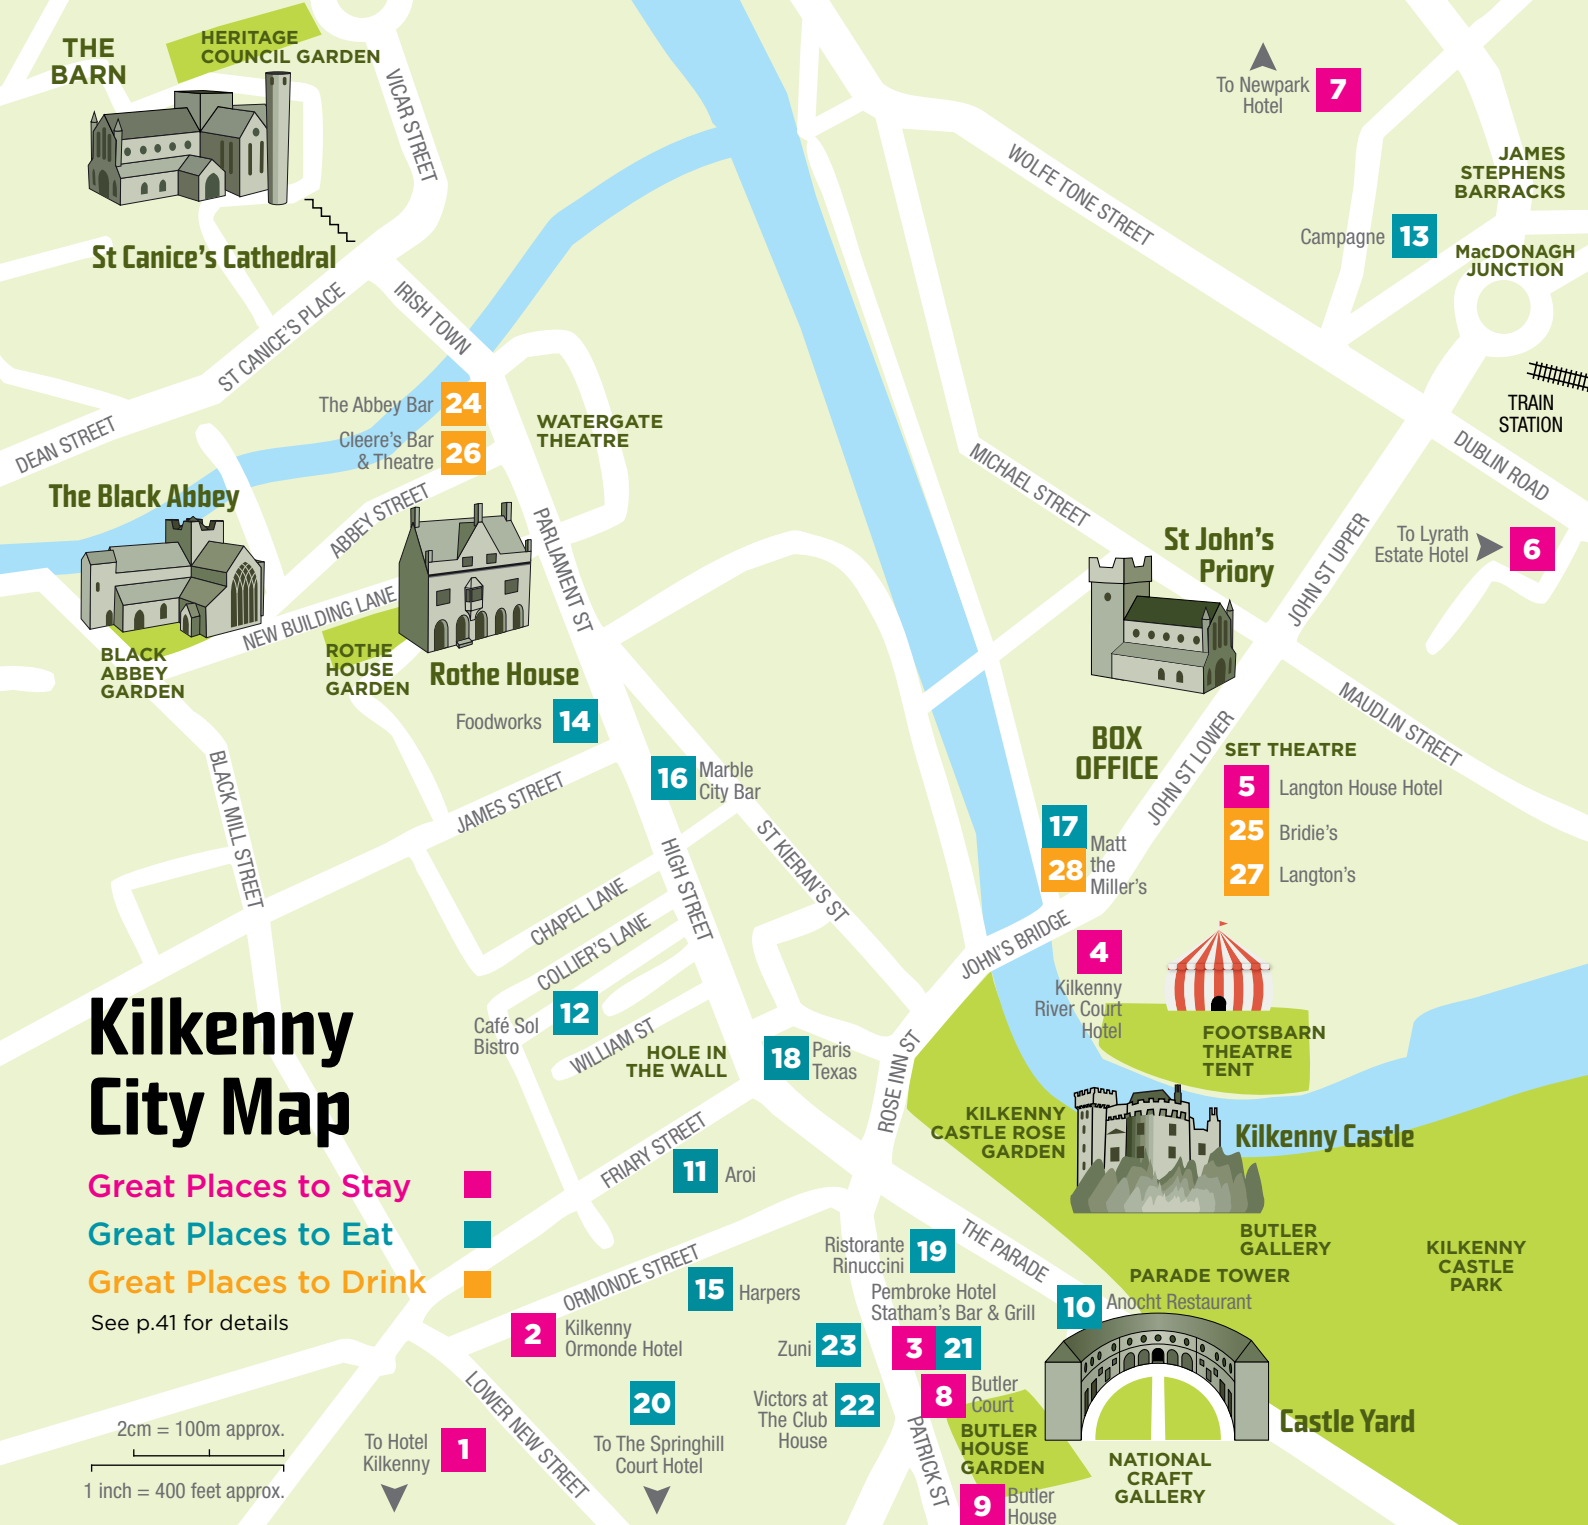 THE
BARN
HERITAGE
COUNCIL GARDEN
VICAR STREET
St Canice's Cathedral
ST CANICE'S PLACE
IRISH TOWN
DEAN STREET
To Newpark
Hotel
7
WOLFE TONE STREET
JAMES
STEPHENS
BARRACKS
Campagne
13
MacDONAGH
JUNCTION
TRAIN
STATION
DUBLIN ROAD
The Abbey Bar
24
Cleere's Bar
& Theatre
26
WATERGATE
THEATRE
The Black Abbey
ABBEY STREET
PARLIAMENT ST
NEW BUILDING LANE
BLACK
ABBEY
GARDEN
ROTHE
HOUSE
GARDEN
Rothe House
MICHAEL STREET
St John's
Priory
JOHN ST UPPER
To Lyrath
Estate Hotel
6
MAUDLIN STREET
Foodworks
14
16
Marble
City Bar
JAMES STREET
BLACK MILL STREET
HIGH STREET
ST KIERAN'S ST
CHAPEL LANE
COLLIER'S LANE
BOX
OFFICE
JOHN ST LOWER
SET THEATRE
5
Langton House Hotel
25
Bridie's
27
Langton's
17
28
Matt
the
Miller's
JOHN'S BRIDGE
4
Kilkenny
River Court
Hotel
FOOTSBARN
THEATRE
TENT
Café Sol
Bistro
12
WILLIAM ST
HOLE IN
THE WALL
18
Paris
Texas
ROSE INN ST
KILKENNY
CASTLE ROSE
GARDEN
Kilkenny Castle
FRIARY STREET
11
Aroi
Kilkenny
City Map
Great Places to Stay
Great Places to Eat
Great Places to Drink
See p.41 for details
2cm = 100m approx.
1 inch = 400 feet approx.
ORMONDE STREET
15
Harpers
2
Kilkenny
Ormonde Hotel
Ristorante
Rinuccini
19
THE PARADE
Pembroke Hotel
Statham's Bar & Grill
3
21
Zuni
23
Victors at
The Club
House
22
8
Butler
Court
BUTLER
GALLERY
PARADE TOWER
10
Anocht Restaurant
KILKENNY
CASTLE
PARK
Castle Yard
NATIONAL
CRAFT
GALLERY
BUTLER
HOUSE
GARDEN
PATRICK ST
9
Butler
House
LOWER NEW STREET
To Hotel
Kilkenny
1
20
To The Springhill
Court Hotel